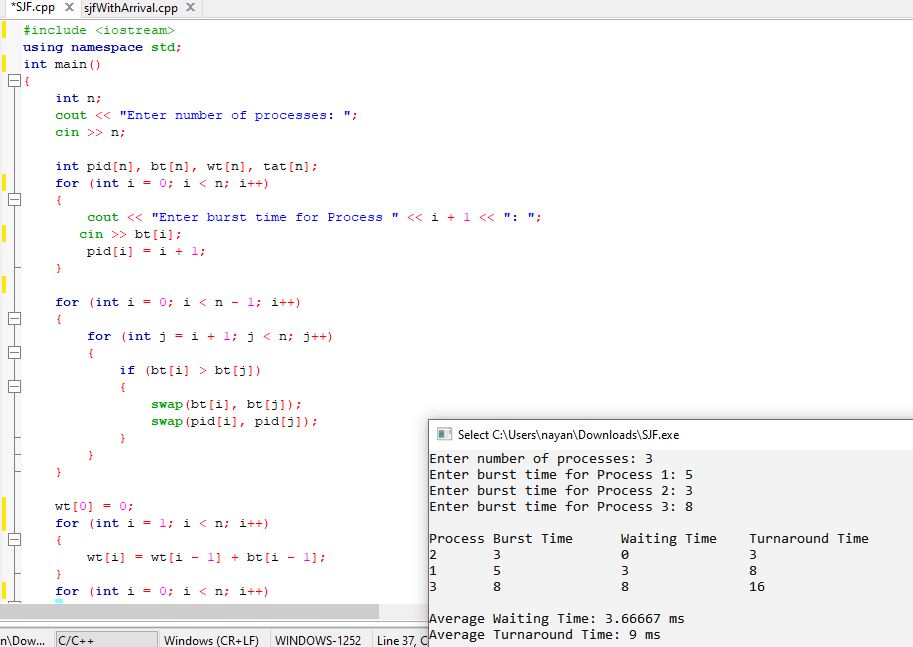 *SJF.cpp X sjfWithArrival.cpp X
#include <iostream>
using namespace std;
int main()
{
    int n;
    cout << "Enter number of processes: ";
    cin >> n;

    int pid[n], bt[n], wt[n], tat[n];
    for (int i = 0; i < n; i++)
    {
        cout << "Enter burst time for Process " << i + 1 << ": ";
       cin >> bt[i];
        pid[i] = i + 1;
    }

    for (int i = 0; i < n - 1; i++)
    {
        for (int j = i + 1; j < n; j++)
        {
            if (bt[i] > bt[j])
            {
                swap(bt[i], bt[j]);
                swap(pid[i], pid[j]);
            }
        }
    }

    wt[0] = 0;
    for (int i = 1; i < n; i++)
    {
        wt[i] = wt[i - 1] + bt[i - 1];
    }
    for (int i = 0; i < n; i++)
n\Dow... C/C++ Windows (CR+LF) WINDOWS-1252 Line 37, C
Select C:\Users\nayan\Downloads\SJF.exe
Enter number of processes: 3
Enter burst time for Process 1: 5
Enter burst time for Process 2: 3
Enter burst time for Process 3: 8

Process Burst Time      Waiting Time    Turnaround Time
2       3               0               3
1       5               3               8
3       8               8               16

Average Waiting Time: 3.66667 ms
Average Turnaround Time: 9 ms